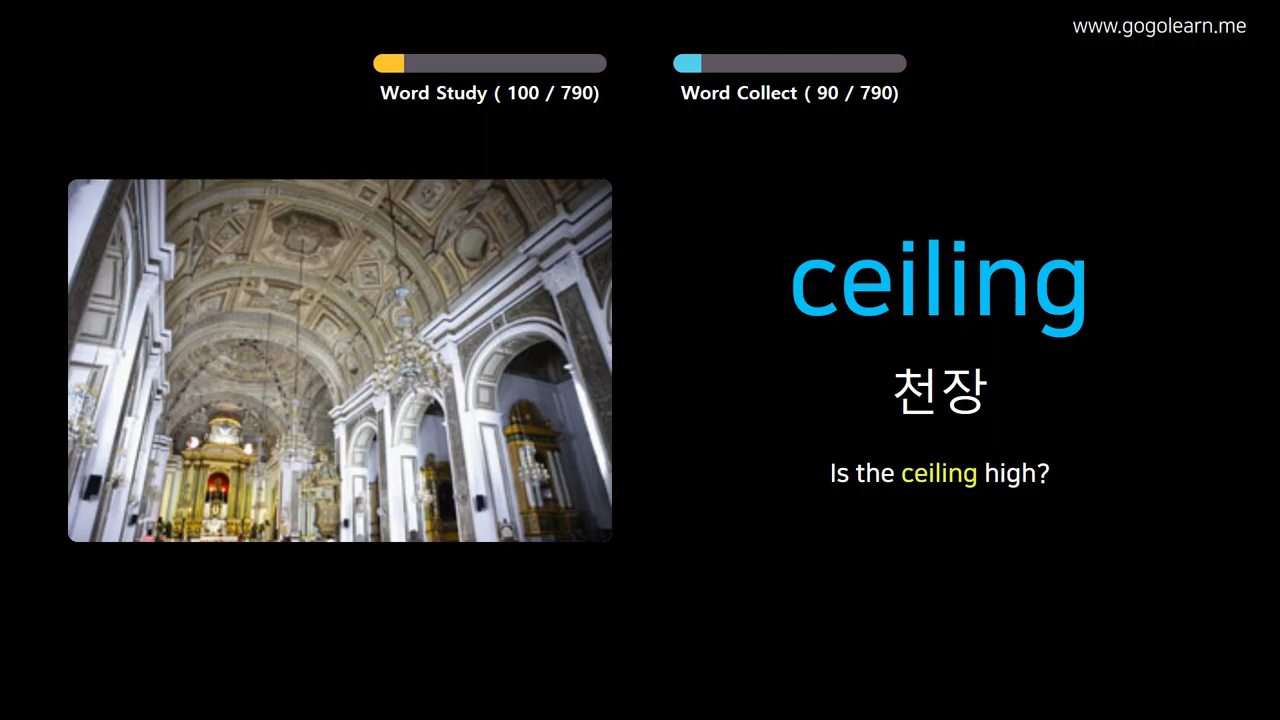 www.gogolearn.me
Word Study ( 100 / 790)
Word Collect ( 90 / 790)
ceiling
천장
Is the ceiling high?